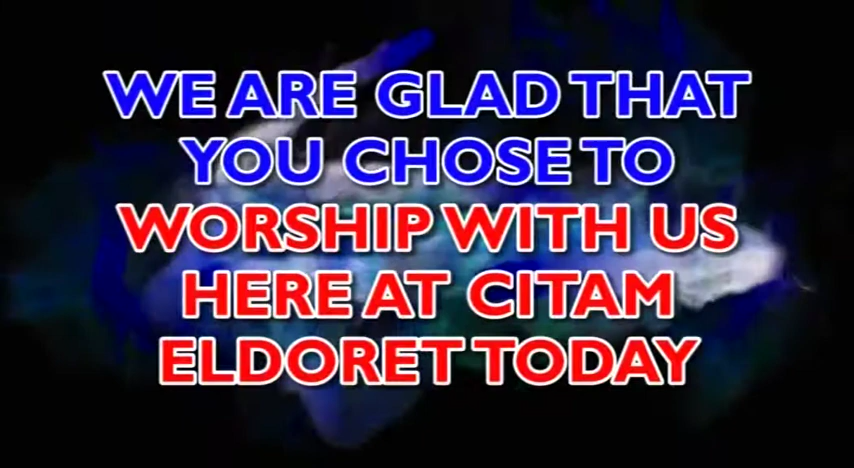 WE ARE GLAD THAT
YOU CHOSE TO
WORSHIP WITH US
HERE AT CITAM
ELDORET TODAY